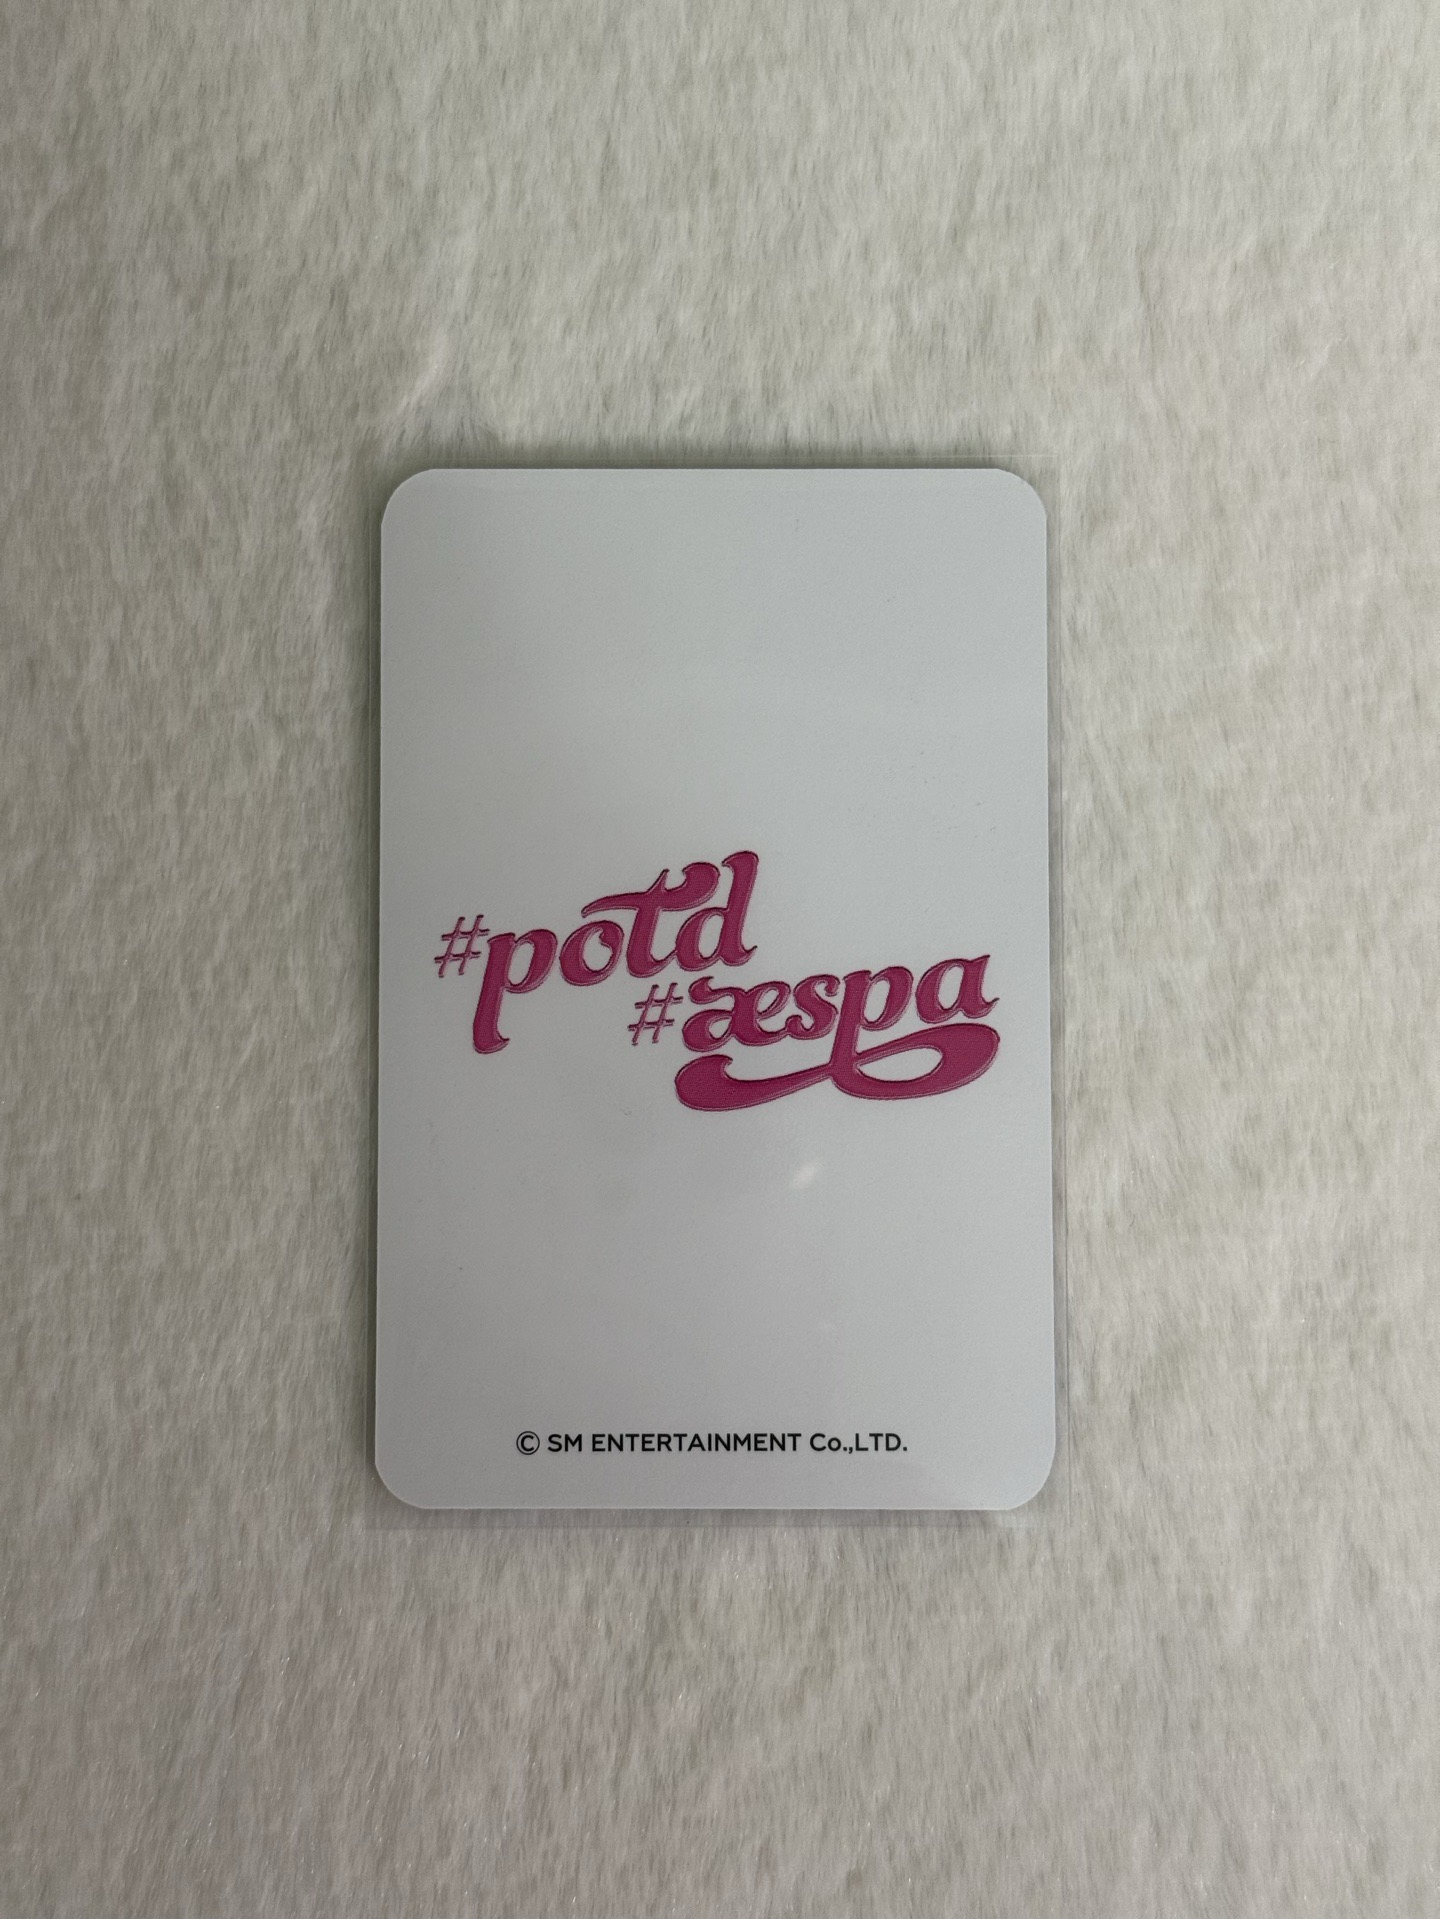 #potd
#æspa
© SM ENTERTAINMENT Co.,LTD.